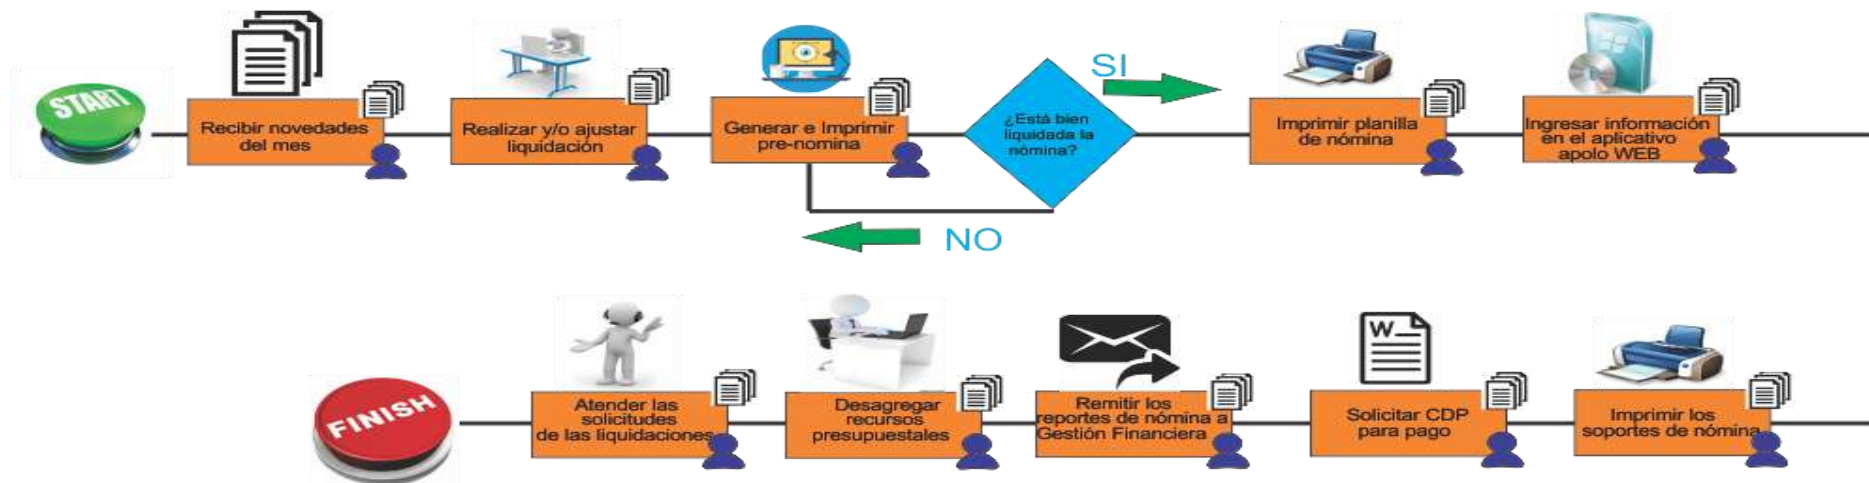 START
Recibir novedades
del mes
Realizar y/o ajustar
liquidación
Generar e Imprimir
pre-nomina
¿Está bien
liquidada la
nómina?
SI
NO
Imprimir planilla
de nómina
Ingresar información
en el aplicativo
apolo WEB
FINISH
Atender las
solicitudes
de las liquidaciones
Desagregar
recursos
presupuestales
Remitir los
reportes de nómina a
Gestión Financiera
W
Solicitar CDP
para pago
Imprimir los
soportes de nómina